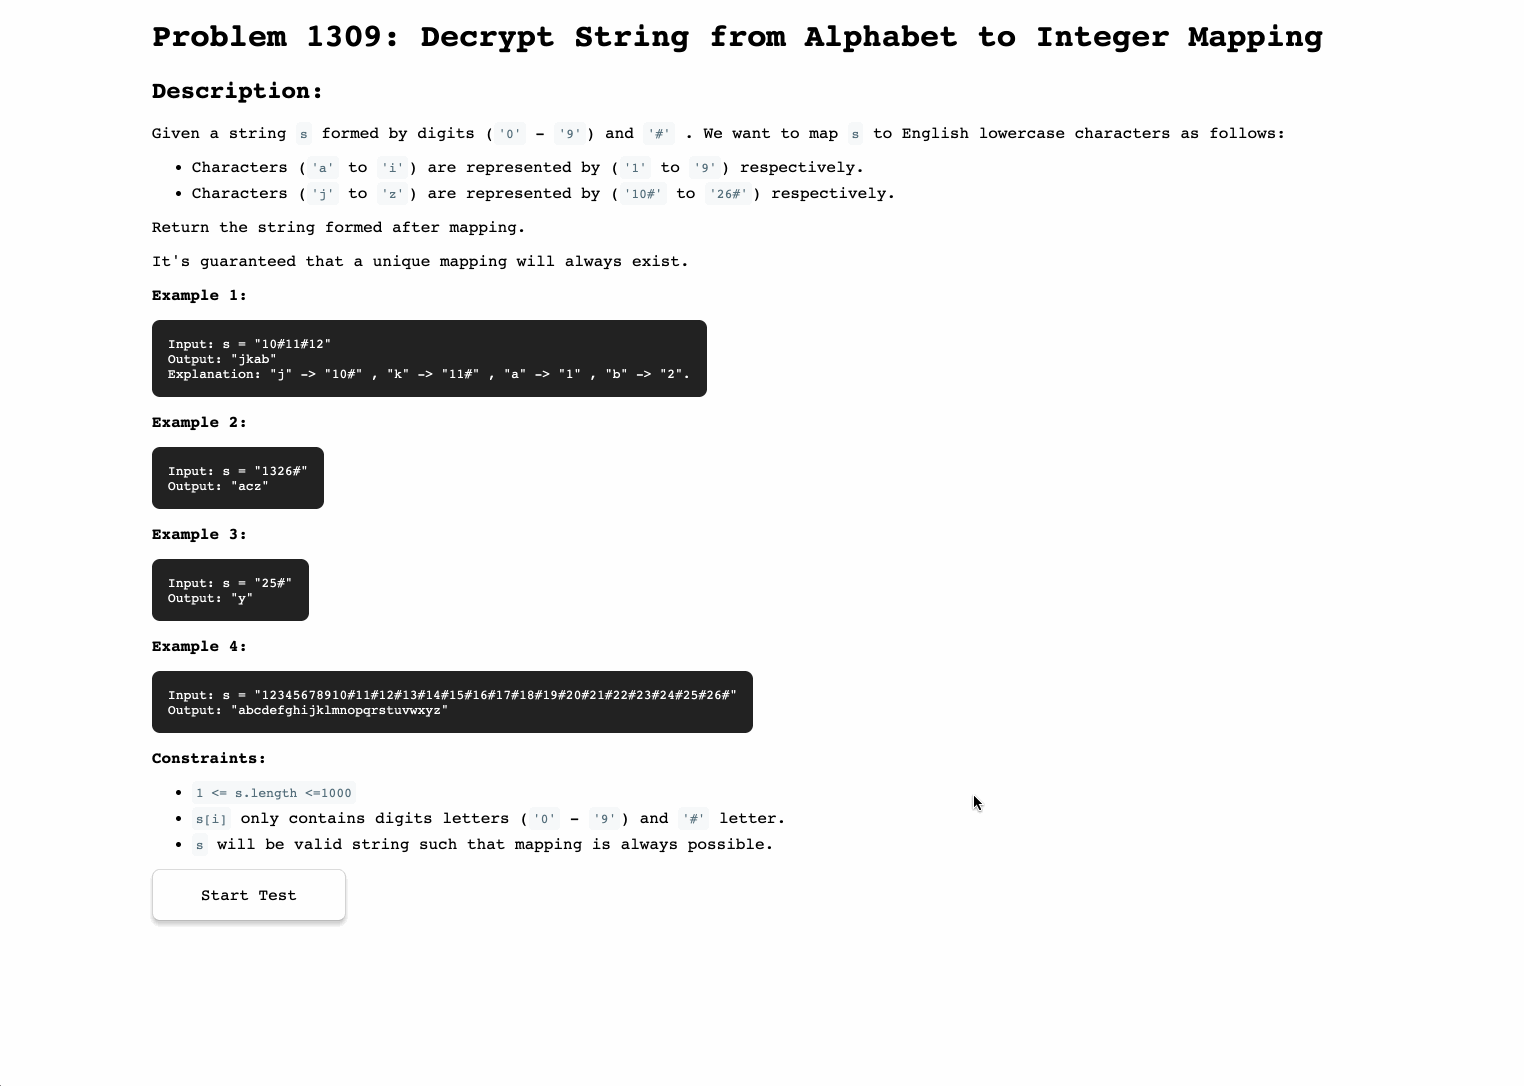 Problem 1309: Decrypt String from Alphabet to Integer Mapping
Description:
Given a string s formed by digits ( '0' – '9' ) and '#' . We want to map s to English lowercase characters as follows:
• Characters ( 'a' to 'i' ) are represented by ( '1' to '9' ) respectively.
• Characters ( 'j' to 'z' ) are represented by ( '10#' to '26#' ) respectively.
Return the string formed after mapping.
It's guaranteed that a unique mapping will always exist.
Example 1:
Input: s = "10#11#12"
Output: "jkab"
Explanation: "j" -> "10#" , "k" -> "11#" , "a" -> "1" , "b" -> "2".
Example 2:
Input: s = "1326#"
Output: "acz"
Example 3:
Input: s = "25#"
Output: "y"
Example 4:
Input: s = "12345678910#11#12#13#14#15#16#17#18#19#20#21#22#23#24#25#26#"
Output: "abcdefghijklmnopqrstuvwxyz"
Constraints:
• 1 <= s.length <=1000
• s[i] only contains digits letters ( '0' – '9' ) and '#' letter.
• s will be valid string such that mapping is always possible.
Start Test